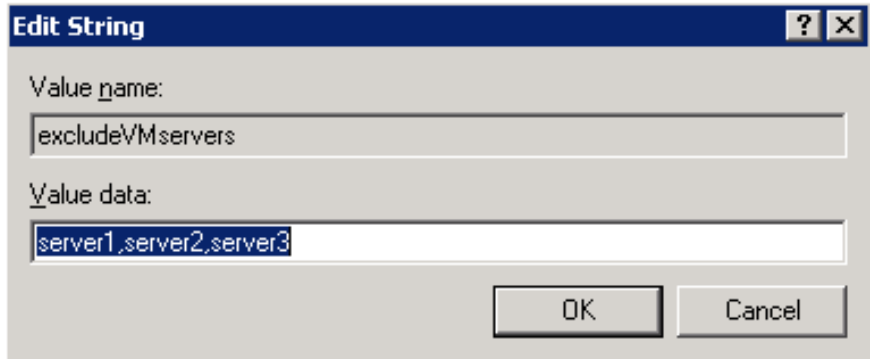 Edit String
Value name:
excludeVMservers
Value data:
server1,server2,server3
OK Cancel